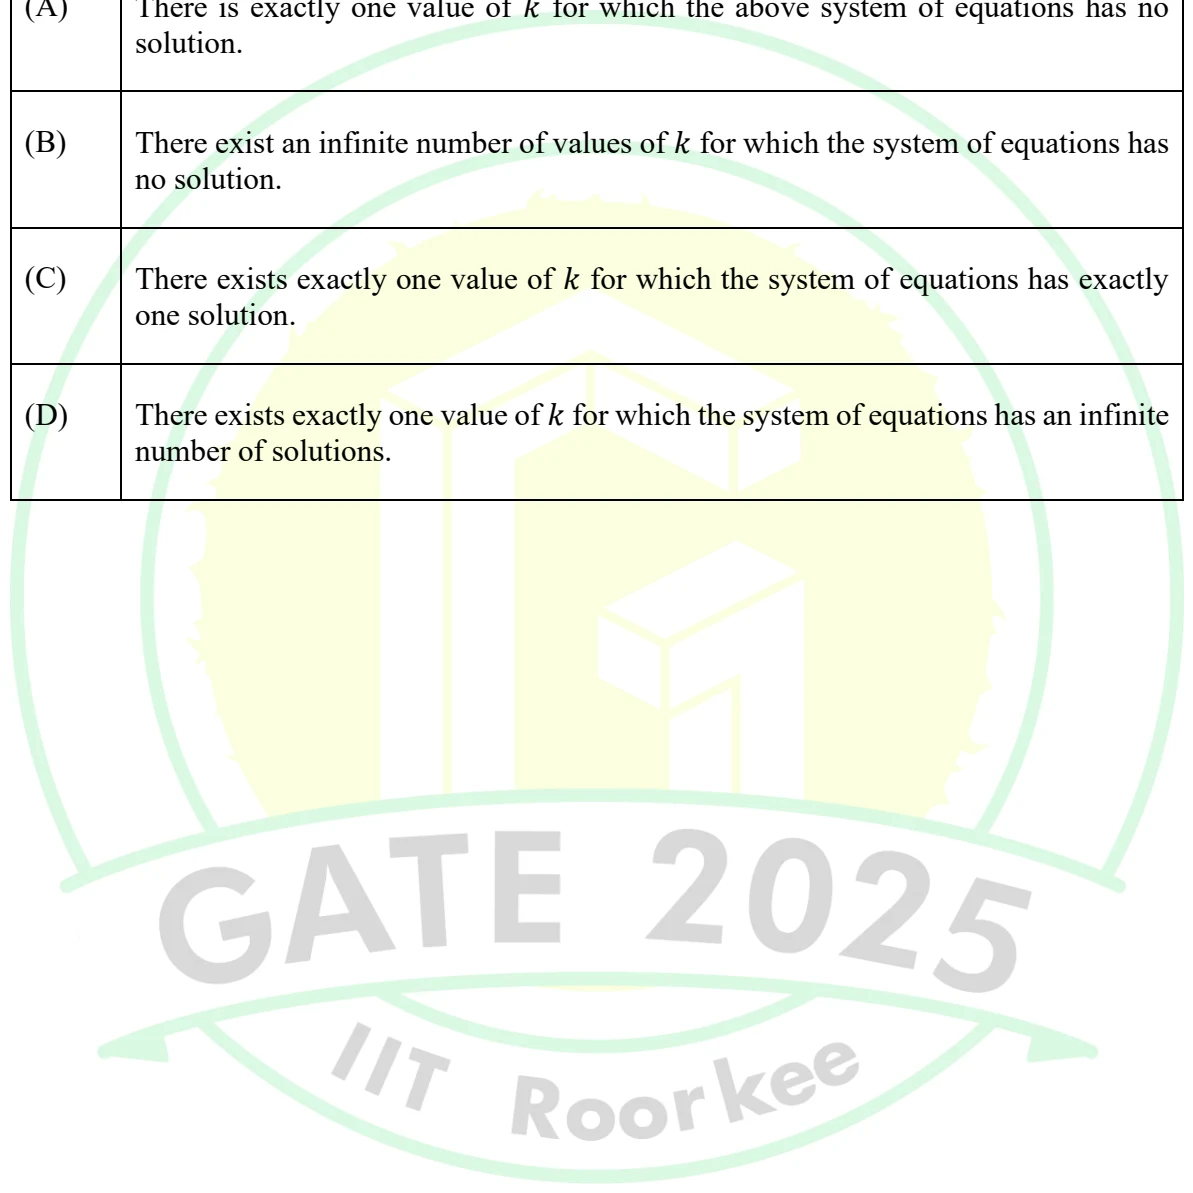 (A) There is exactly one value of k for which the above system of equations has no
solution.
(B) There exist an infinite number of values of k for which the system of equations has
no solution.
(C) There exists exactly one value of k for which the system of equations has exactly
one solution.
(D) There exists exactly one value of k for which the system of equations has an infinite
number of solutions.
GATE 2025
IIT Roorkee